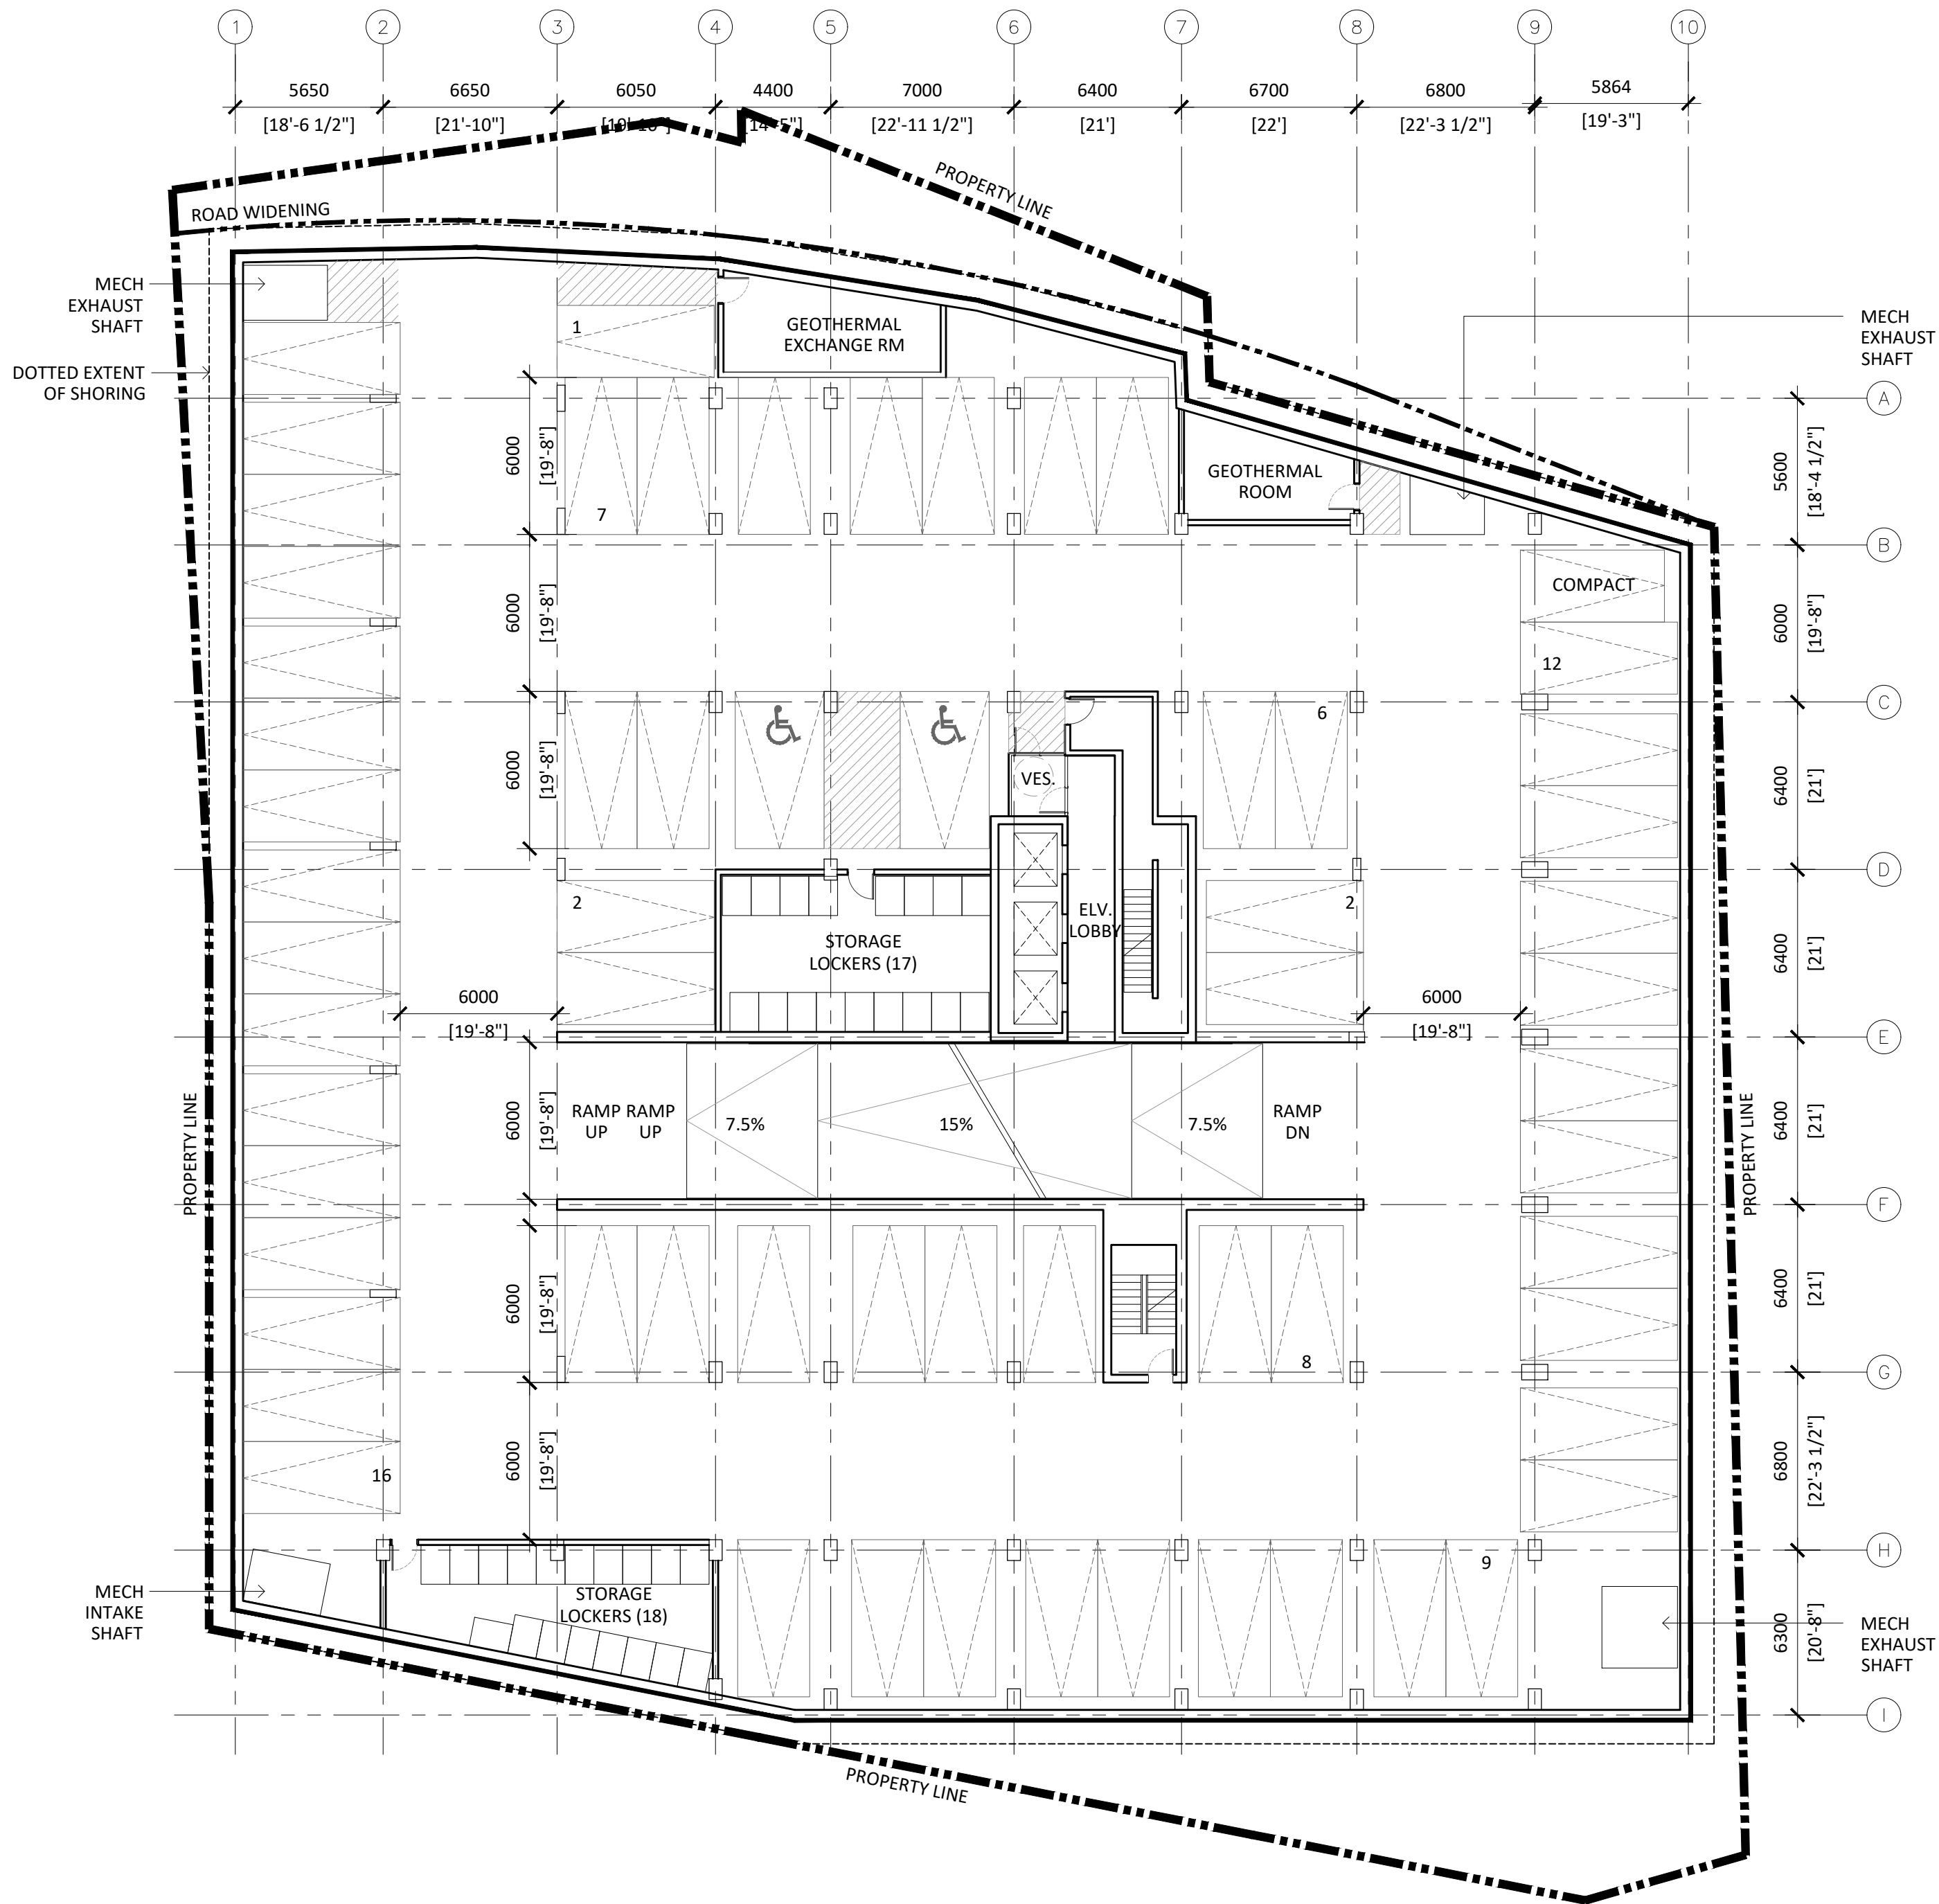 1 2 3 4 5 6 7 8 9 10
5650 6650 6050 4400 7000 6400 6700 6800 5864
[18'-6 1/2"] [21'-10"] [19'-10"] [14'-5"] [22'-11 1/2"] [21'] [22'] [22'-3 1/2"] [19'-3"]
PROPERTY LINE
ROAD WIDENING
MECH
EXHAUST
SHAFT
DOTTED EXTENT
OF SHORING
1
GEOTHERMAL
EXCHANGE RM
MECH
EXHAUST
SHAFT
A
6000
[19'-8"]
7
GEOTHERMAL
ROOM
5600
[18'-4 1/2"]
B
6000
[19'-8"]
COMPACT
12
6000
[19'-8"]
C
6000
[19'-8"]
6
VES.
6400
[21']
D
2
STORAGE
LOCKERS (17)
ELV.
LOBBY
2
6400
[21']
6000
[19'-8"]
6000
[19'-8"]
E
PROPERTY LINE
6000
[19'-8"]
RAMP
UP
RAMP
UP
7.5%
15%
7.5%
RAMP
DN
6400
[21']
PROPERTY LINE
F
6000
[19'-8"]
8
6400
[21']
G
16
6000
[19'-8"]
6800
[22'-3 1/2"]
H
MECH
INTAKE
SHAFT
STORAGE
LOCKERS (18)
9
6300
[20'-8"]
MECH
EXHAUST
SHAFT
I
PROPERTY LINE